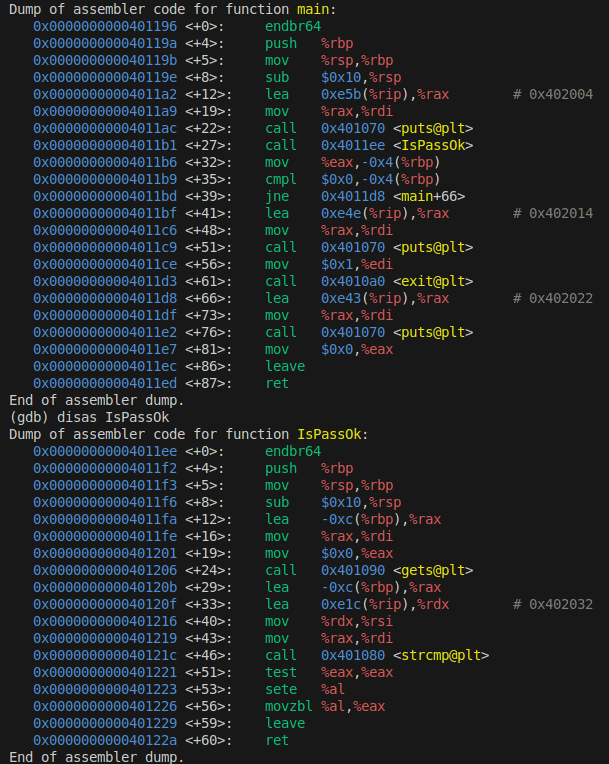 Dump of assembler code for function main:
0x0000000000401196 <+0>: endbr64
0x000000000040119a <+4>: push %rbp
0x000000000040119b <+5>: mov %rsp,%rbp
0x000000000040119e <+8>: sub $0x10,%rsp
0x00000000004011a2 <+12>: lea 0xe5b(%rip),%rax # 0x402004
0x00000000004011a9 <+19>: mov %rax,%rdi
0x00000000004011ac <+22>: call 0x401070 <puts@plt>
0x00000000004011b1 <+27>: call 0x4011ee <IsPassOk>
0x00000000004011b6 <+32>: mov %eax,-0x4(%rbp)
0x00000000004011b9 <+35>: cmpl $0x0,-0x4(%rbp)
0x00000000004011bd <+39>: jne 0x4011d8 <main+66>
0x00000000004011bf <+41>: lea 0xe4e(%rip),%rax # 0x402014
0x00000000004011c6 <+48>: mov %rax,%rdi
0x00000000004011c9 <+51>: call 0x401070 <puts@plt>
0x00000000004011ce <+56>: mov $0x1,%edi
0x00000000004011d3 <+61>: call 0x4010a0 <exit@plt>
0x00000000004011d8 <+66>: lea 0xe43(%rip),%rax # 0x402022
0x00000000004011df <+73>: mov %rax,%rdi
0x00000000004011e2 <+76>: call 0x401070 <puts@plt>
0x00000000004011e7 <+81>: mov $0x0,%eax
0x00000000004011ec <+86>: leave
0x00000000004011ed <+87>: ret
End of assembler dump.
(gdb) disas IsPassOk
Dump of assembler code for function IsPassOk:
0x00000000004011ee <+0>: endbr64
0x00000000004011f2 <+4>: push %rbp
0x00000000004011f3 <+5>: mov %rsp,%rbp
0x00000000004011f6 <+8>: sub $0x10,%rsp
0x00000000004011fa <+12>: lea -0xc(%rbp),%rax
0x00000000004011fe <+16>: mov %rax,%rdi
0x0000000000401201 <+19>: mov $0x0,%eax
0x0000000000401206 <+24>: call 0x401090 <gets@plt>
0x000000000040120b <+29>: lea -0xc(%rbp),%rax
0x000000000040120f <+33>: lea 0xe1c(%rip),%rdx # 0x402032
0x0000000000401216 <+40>: mov %rdx,%rsi
0x0000000000401219 <+43>: mov %rax,%rdi
0x000000000040121c <+46>: call 0x401080 <strcmp@plt>
0x0000000000401221 <+51>: test %eax,%eax
0x0000000000401223 <+53>: sete %al
0x0000000000401226 <+56>: movzbl %al,%eax
0x0000000000401229 <+59>: leave
0x000000000040122a <+60>: ret
End of assembler dump.